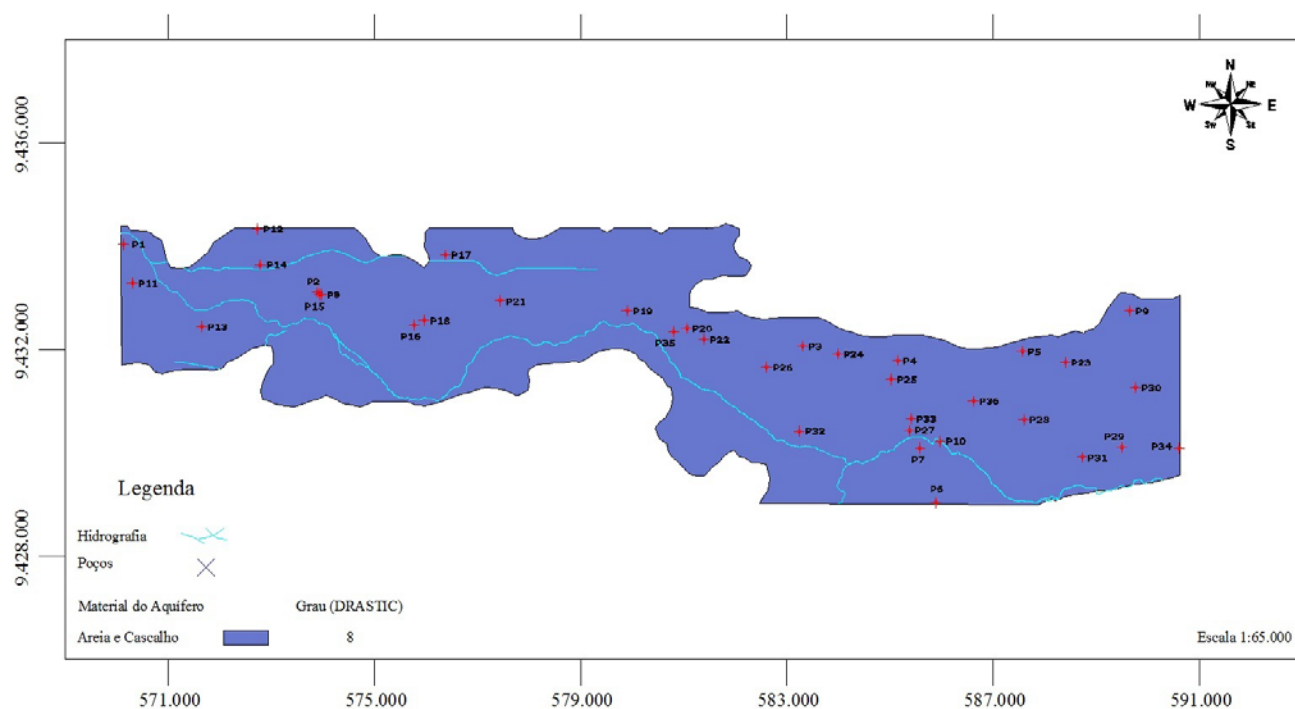 N
Nw
Ne
W
E
Sw
Se
S
9.436.000
9.432.000
9.428.000
P12
P1
P17
P14
P11
P2
P8
P15
P21
P9
P19
P13
P18
P16
P20
P35
P22
P3
P24
P5
P4
P23
P26
P25
P30
P36
P33
P28
P27
P32
P10
P29
P34
P7
P31
P6
Legenda
Hidrografia
Poços
Material do Aquífero Grau (DRASTIC)
Areia e Cascalho 8
Escala 1:65.000
571.000 575.000 579.000 583.000 587.000 591.000